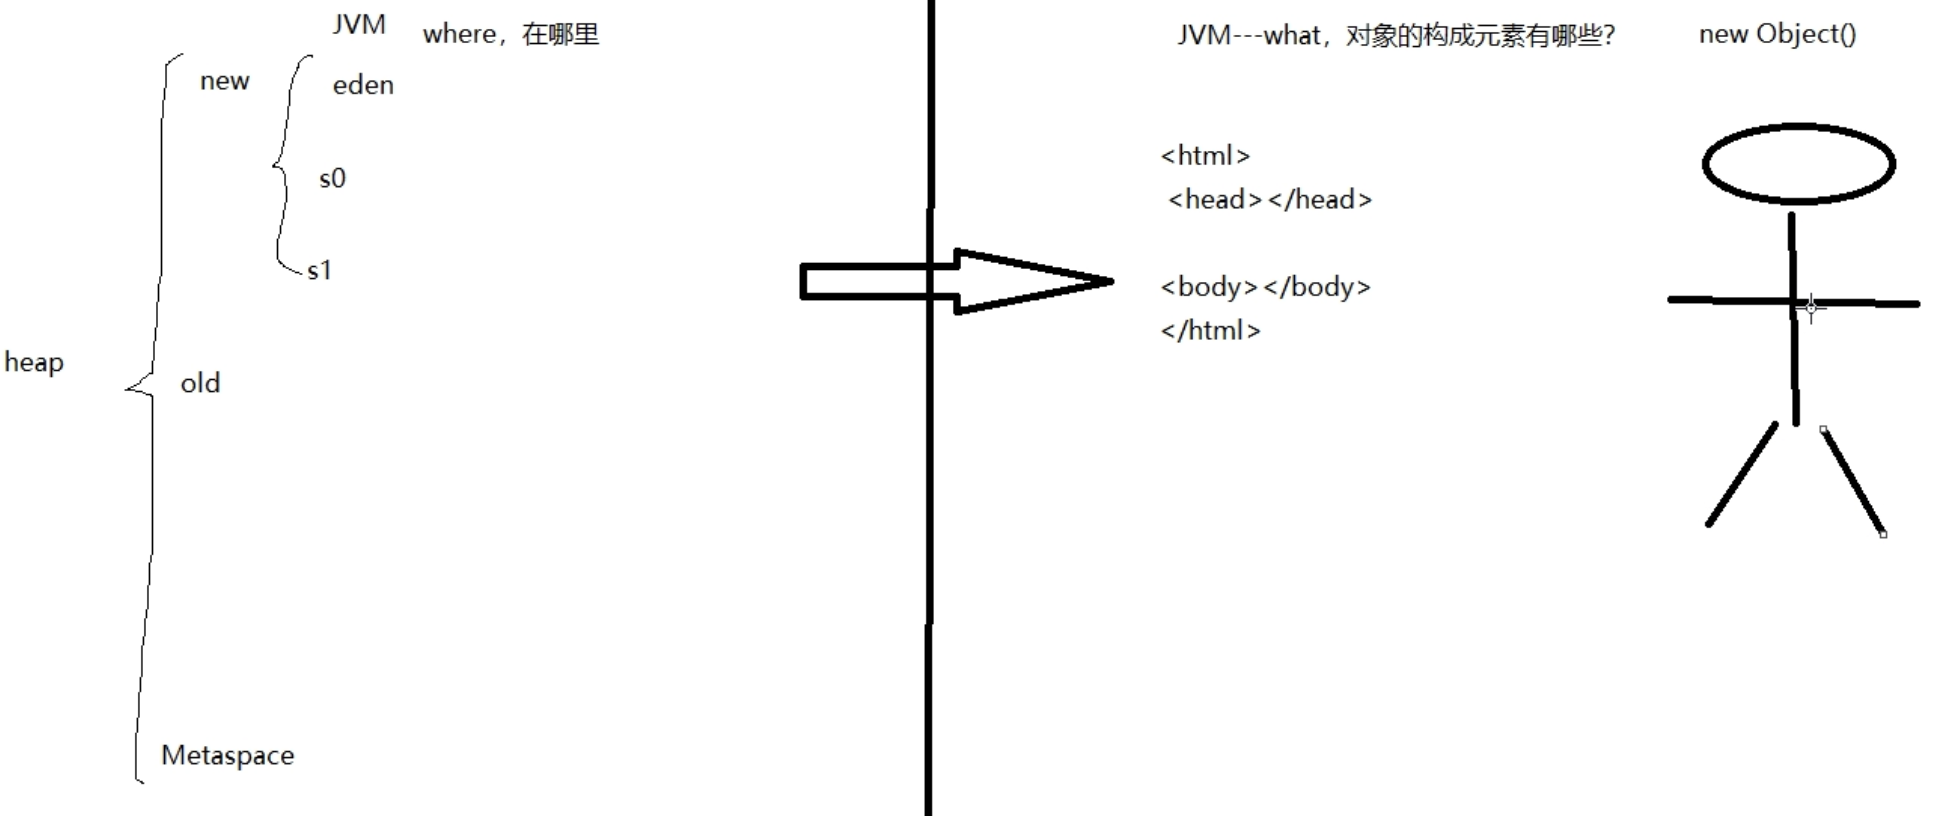 JVM where，在哪里
new
eden
s0
s1
heap
old
Metaspace
JVM---what，对象的构成元素有哪些？ new Object()
<html>
<head></head>
<body></body>
</html>